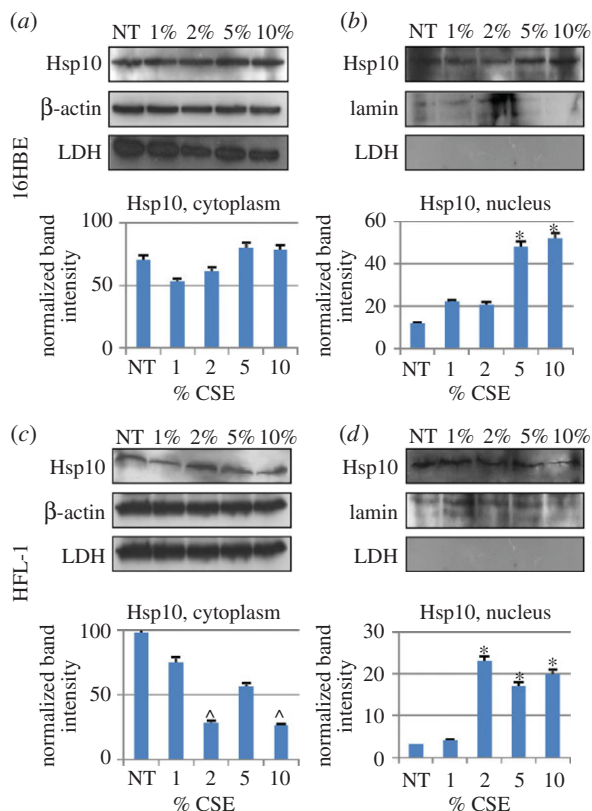 (a)
NT 1% 2% 5% 10%
Hsp10
β-actin
LDH
16HBE
Hsp10, cytoplasm
normalized band
intensity
100
50
0
NT 1 2 5 10
% CSE
(b)
NT 1% 2% 5% 10%
Hsp10
lamin
LDH
Hsp10, nucleus
normalized band
intensity
60
40
20
0
* *
NT 1 2 5 10
% CSE
(c)
NT 1% 2% 5% 10%
Hsp10
β-actin
LDH
HFL-1
Hsp10, cytoplasm
normalized band
intensity
100
50
0
^ ^
NT 1 2 5 10
% CSE
(d)
NT 1% 2% 5% 10%
Hsp10
lamin
LDH
Hsp10, nucleus
normalized band
intensity
30
20
10
0
* * *
NT 1 2 5 10
% CSE